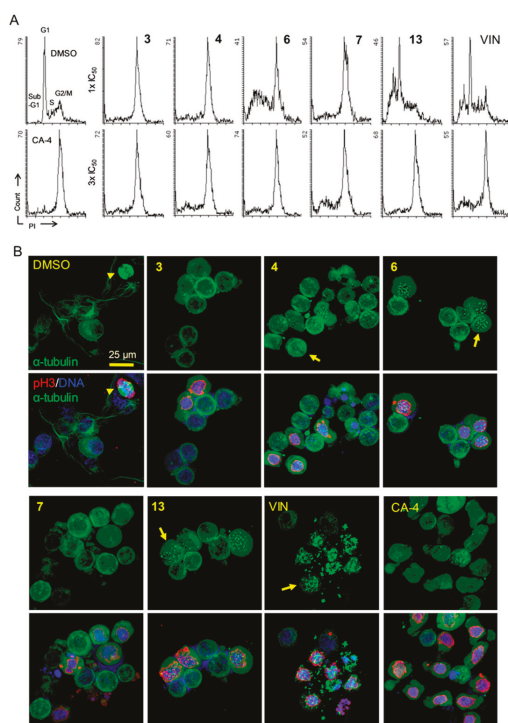 A
3 4 6 7 13 VIN
79 G1 DMSO Sub-G1 S G2/M
1x IC50 82 71 41 47 46 57
70 CA-4
3x IC50 72 60 74 52 68 55
Count
PI
B
DMSO 3 4 6
α-tubulin 25 µm
pH3/DNA
α-tubulin
7 13 VIN CA-4